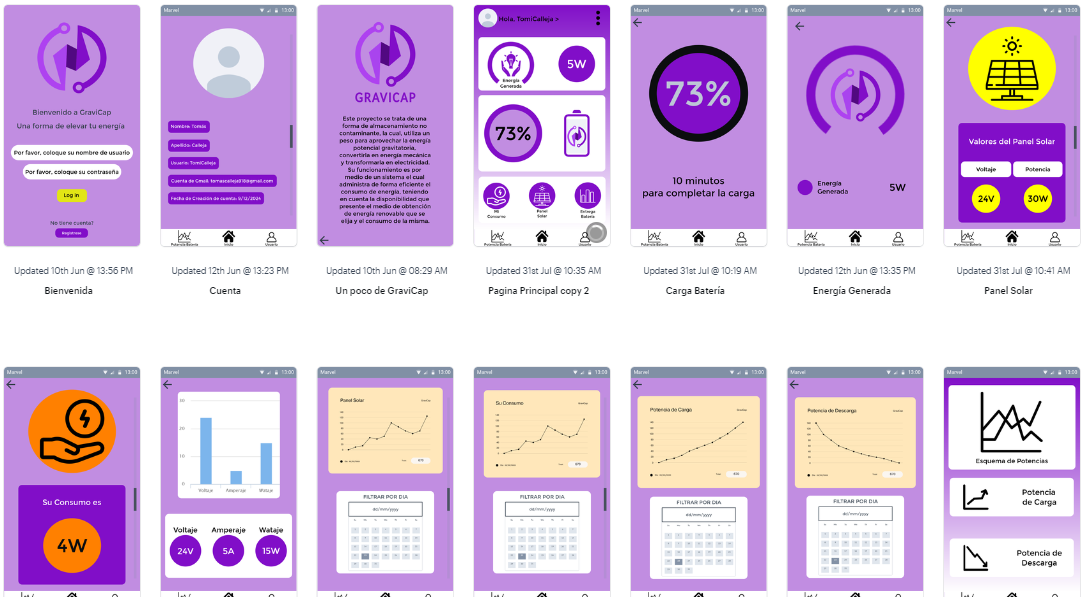 Bienvenido a GraviCap
Una forma de elevar tu energía
Por favor, coloque su nombre de usuario
Por favor, coloque su contraseña
Log in
No tiene cuenta?
Registrese
Updated 10th Jun @ 13:56 PM
Bienvenida
Marvel
13:00
Nombre: Tomas
Apellido: Calleja
Usuario: TomiCalleja
Cuenta de Gmail: tomascalleja010@gmail.com
Fecha de Creación de cuenta: 5/12/2024
Potencia Batería
Inicio
Usuario
Updated 12th Jun @ 13:23 PM
Cuenta
GRAVICAP
Este proyecto se trata de una
forma de almacenamiento no
contaminante, la cual, utiliza un
peso para aprovechar la energía
potencial gravitatoria,
convertirla en energía mecánica
y transformarla en electricidad.
Su funcionamiento es por
medio de un sistema el cual
administra de forma eficiente el
consumo de energía, teniendo
en cuenta la disponibilidad que
presente el medio de obtención
de energía renovable que se
elija y el consumo de la misma.
Updated 10th Jun @ 08:29 AM
Un poco de GraviCap
Hola, TomiCalleja >
Energía
Generada
5W
73%
Mi
Consumo
Panel
Solar
Entrega
Batería
Potencia Batería
Inicio
Updated 31st Jul @ 10:35 AM
Pagina Principal copy 2
Marvel
13:00
73%
10 minutos
para completar la carga
Potencia Batería
Inicio
Usuario
Updated 31st Jul @ 10:19 AM
Carga Batería
Marvel
13:00
Energía
Generada
5W
Potencia Batería
Inicio
Usuario
Updated 12th Jun @ 13:35 PM
Energía Generada
Marvel
13:00
Valores del Panel Solar
Voltaje
Potencia
24V
30W
Potencia Batería
Inicio
Usuario
Updated 31st Jul @ 10:41 AM
Panel Solar
Marvel
13:00
Su Consumo es
4W
Marvel
13:00
30
20
10
0
Voltaje
Amperaje
Wataje
Voltaje
Amperaje
Wataje
24V
5A
15W
Marvel
13:00
Panel Solar
FILTRAR POR DIA
dd/mm/yyyy
Marvel
13:00
Su Consumo
FILTRAR POR DIA
dd/mm/yyyy
Marvel
13:00
Potencia de Carga
FILTRAR POR DIA
dd/mm/yyyy
Marvel
13:00
Potencia de Descarga
FILTRAR POR DIA
dd/mm/yyyy
Marvel
13:00
Esquema de Potencias
Potencia
de Carga
Potencia de
Descarga